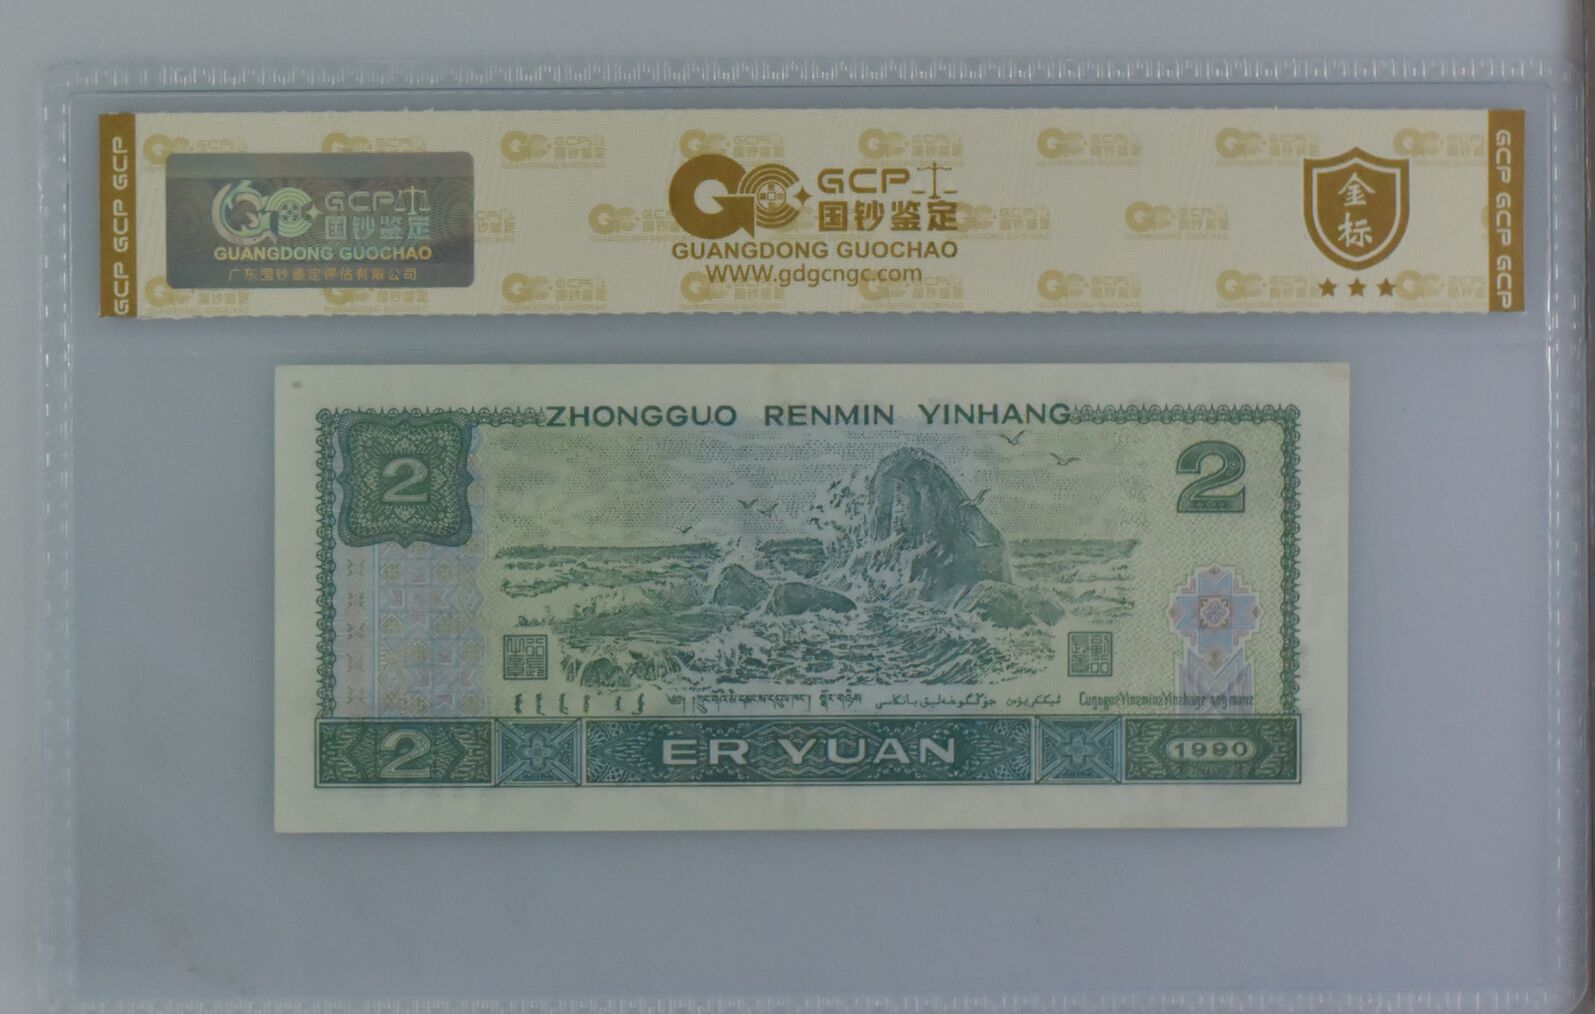 GCP GCP GCP
GCP
国钞鉴定
GUANGDONG GUOCHAO
广东国钞鉴定评估有限公司
GCP
国钞鉴定
GUANGDONG GUOCHAO
WWW.gdgcngc.com
金标
GCP GCP GCP
ZHONGGUO RENMIN YINHANG
2
2
2
ER YUAN
1990